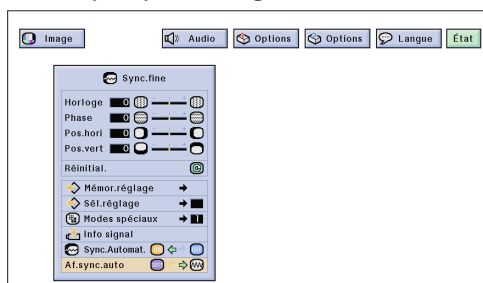 Image Audio Options Options Langue État
Sync.fine
Horloge 0
Phase 0
Pos.hori 0
Pos.vert 0
Réinitial.
Mémor.réglage
Sél.réglage
Modes spéciaux 1
Info signal
Sync.Automat.
Af.sync.auto